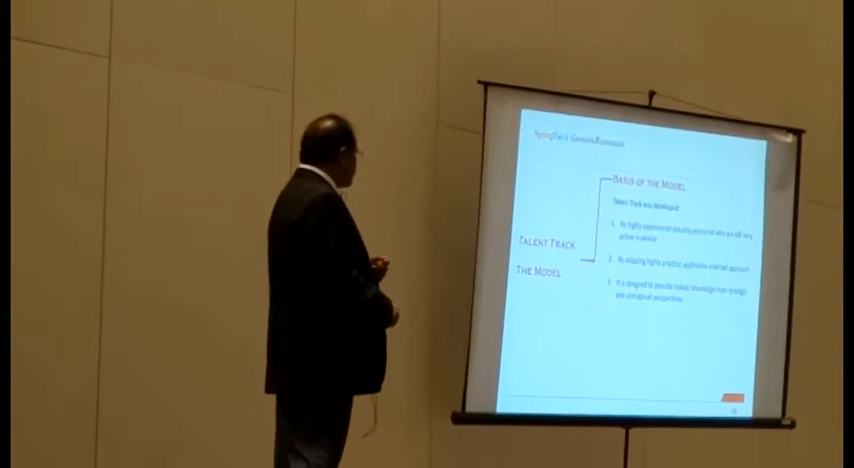 BASIS OF THE MODEL
Talent Track was developed
1. By highly experienced industry personnel who are still very
active in service
TALENT TRACK
2. By adopting highly practical application oriented approach
THE MODEL
3. It is designed to provide holistic knowledge from strategic
and conceptual perspectives